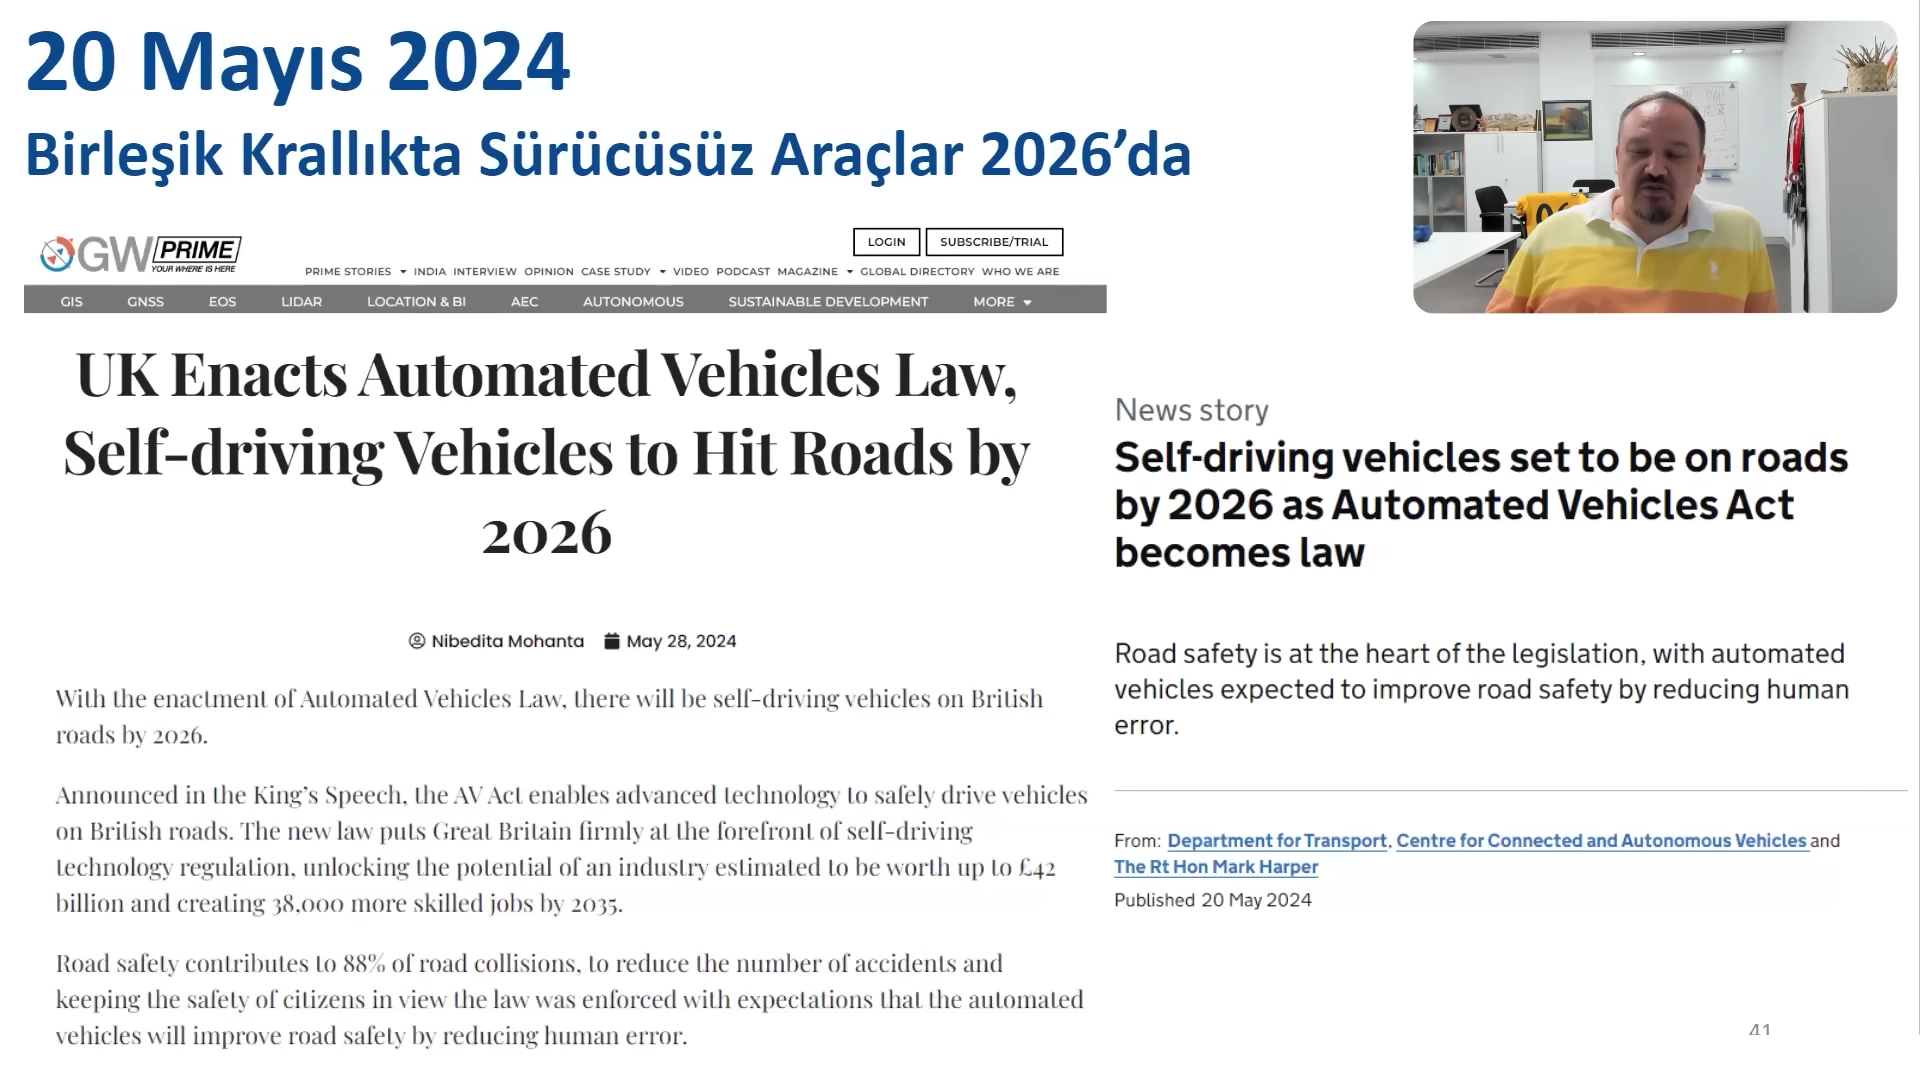 20 Mayıs 2024
Birleşik Krallıkta Sürücüsüz Araçlar 2026’da
GW PRIME
YOUR WHERE IS HERE
LOGIN SUBSCRIBE/TRIAL
PRIME STORIES INDIA INTERVIEW OPINION CASE STUDY VIDEO PODCAST MAGAZINE GLOBAL DIRECTORY WHO WE ARE
GIS GNSS EOS LIDAR LOCATION & BI AEC AUTONOMOUS SUSTAINABLE DEVELOPMENT MORE
UK Enacts Automated Vehicles Law,
Self-driving Vehicles to Hit Roads by
2026
Nibedita Mohanta May 28, 2024
With the enactment of Automated Vehicles Law, there will be self-driving vehicles on British
roads by 2026.
Announced in the King’s Speech, the AV Act enables advanced technology to safely drive vehicles
on British roads. The new law puts Great Britain firmly at the forefront of self-driving
technology regulation, unlocking the potential of an industry estimated to be worth up to £42
billion and creating 38,000 more skilled jobs by 2035.
Road safety contributes to 88% of road collisions, to reduce the number of accidents and
keeping the safety of citizens in view the law was enforced with expectations that the automated
vehicles will improve road safety by reducing human error.
News story
Self-driving vehicles set to be on roads
by 2026 as Automated Vehicles Act
becomes law
Road safety is at the heart of the legislation, with automated
vehicles expected to improve road safety by reducing human
error.
From: Department for Transport, Centre for Connected and Autonomous Vehicles and
The Rt Hon Mark Harper
Published 20 May 2024
41